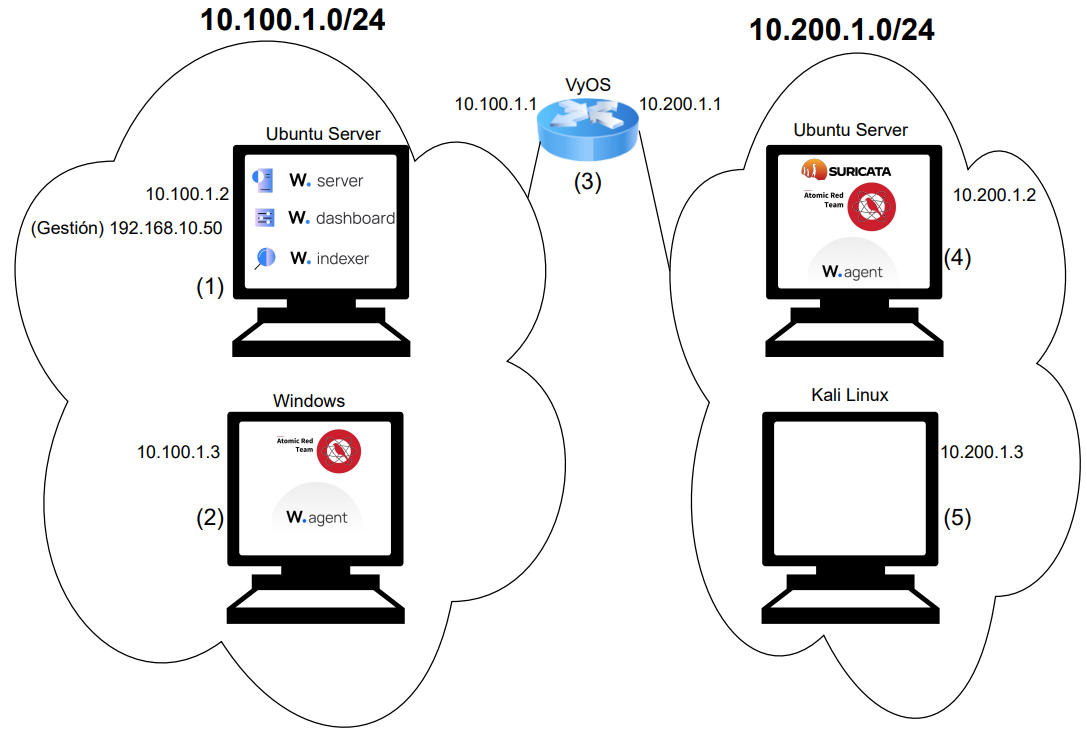 10.100.1.0/24
10.200.1.0/24
VyOS
10.100.1.1
10.200.1.1
(3)
Ubuntu Server
W. server
W. dashboard
W. indexer
10.100.1.2
(Gestión) 192.168.10.50
(1)
Windows
Atomic Red
Team
W.agent
10.100.1.3
(2)
Ubuntu Server
SURICATA
Atomic Red
Team
W.agent
10.200.1.2
(4)
Kali Linux
10.200.1.3
(5)